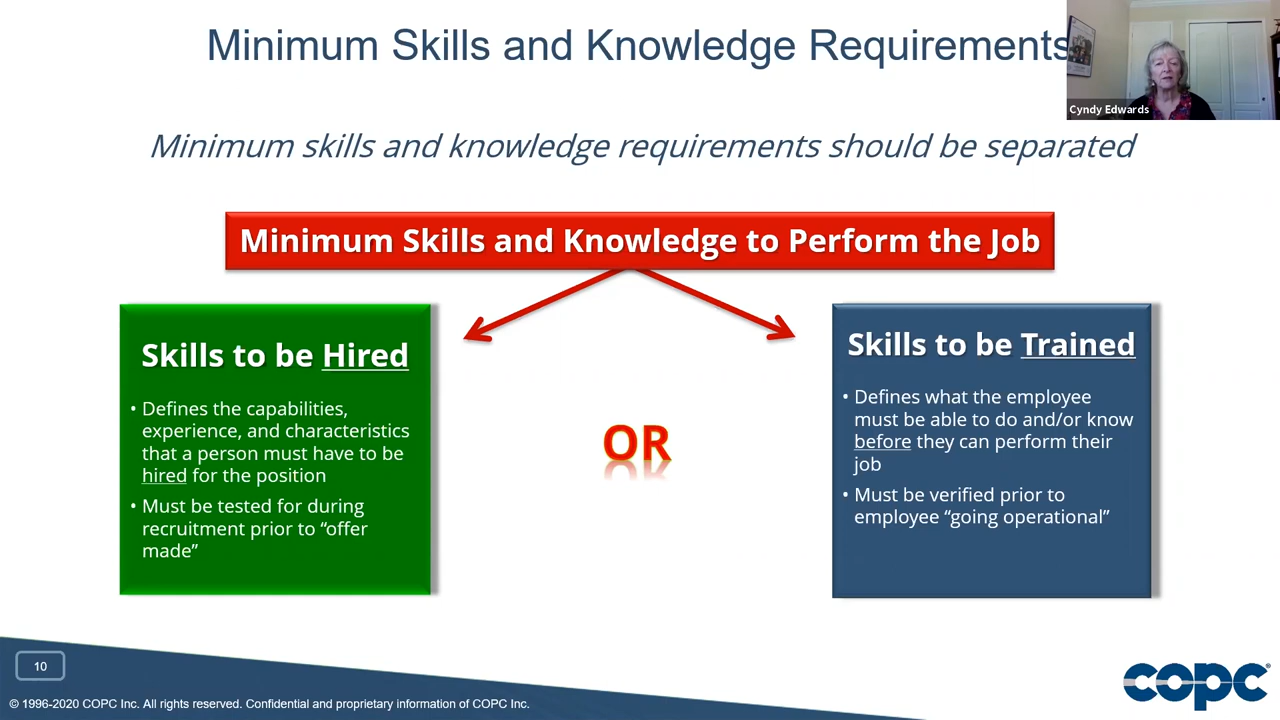 Minimum Skills and Knowledge Requirements
Cyndy Edwards
Minimum skills and knowledge requirements should be separated
Minimum Skills and Knowledge to Perform the Job
Skills to be Hired
• Defines the capabilities,
experience, and characteristics
that a person must have to be
hired for the position
• Must be tested for during
recruitment prior to “offer
made”
OR
Skills to be Trained
• Defines what the employee
must be able to do and/or know
before they can perform their
job
• Must be verified prior to
employee “going operational”
10
© 1996-2020 COPC Inc. All rights reserved. Confidential and proprietary information of COPC Inc.
copc®